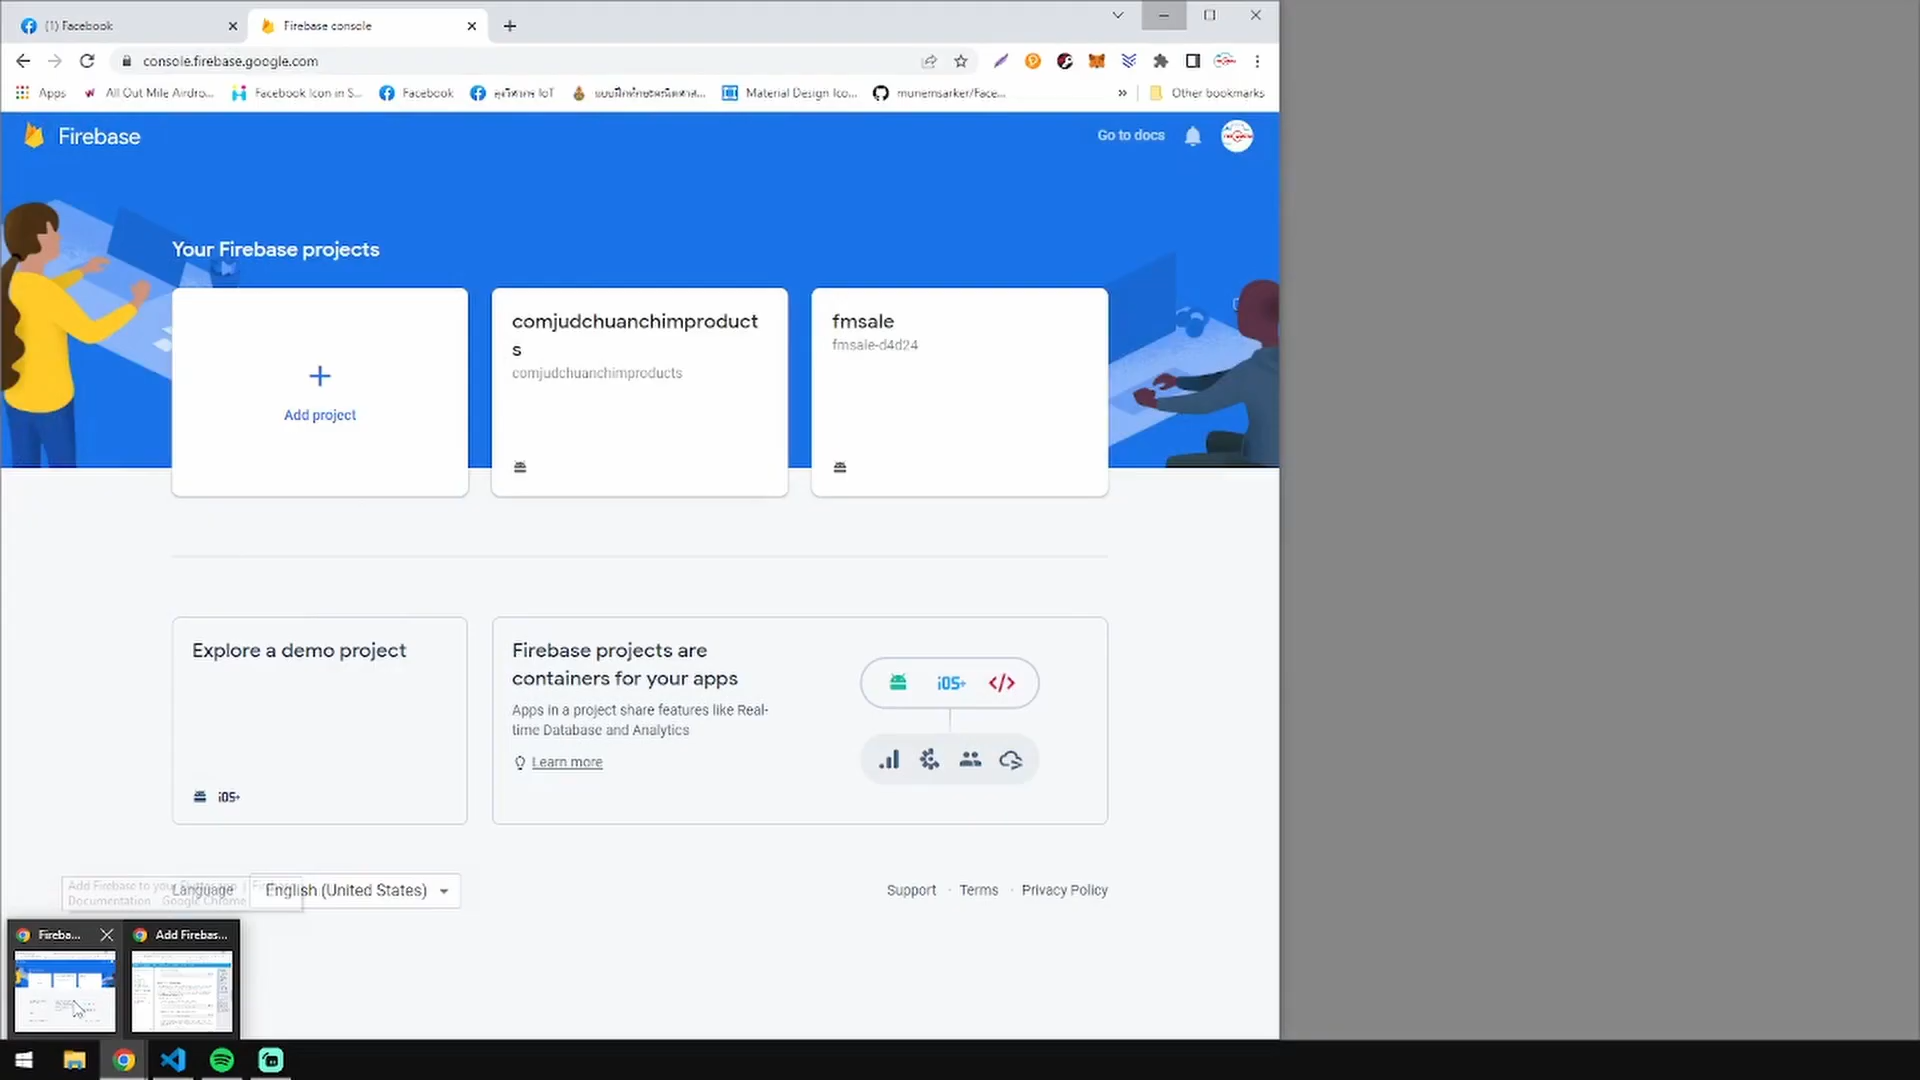 (1) Facebook
Firebase console
console.firebase.google.com
Apps
All Out Mile Airdro...
Facebook Icon in S...
Facebook
munemsarker/Face...
Material Design Ico...
Other bookmarks
Firebase
Go to docs
Your Firebase projects
Add project
comjudchuanchimproduct
s
comjudchuanchimproducts
fmsale
fmsale-d4d24
Explore a demo project
iOS+
Firebase projects are
containers for your apps
Apps in a project share features like Real-
time Database and Analytics
Learn more
iOS+
Language
English (United States)
Support
Terms
Privacy Policy
Fireba...
Add Firebas...